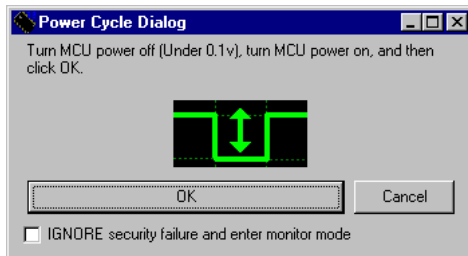 Power Cycle Dialog
Turn MCU power off (Under 0.1v), turn MCU power on, and then
click OK.
OK
Cancel
IGNORE security failure and enter monitor mode